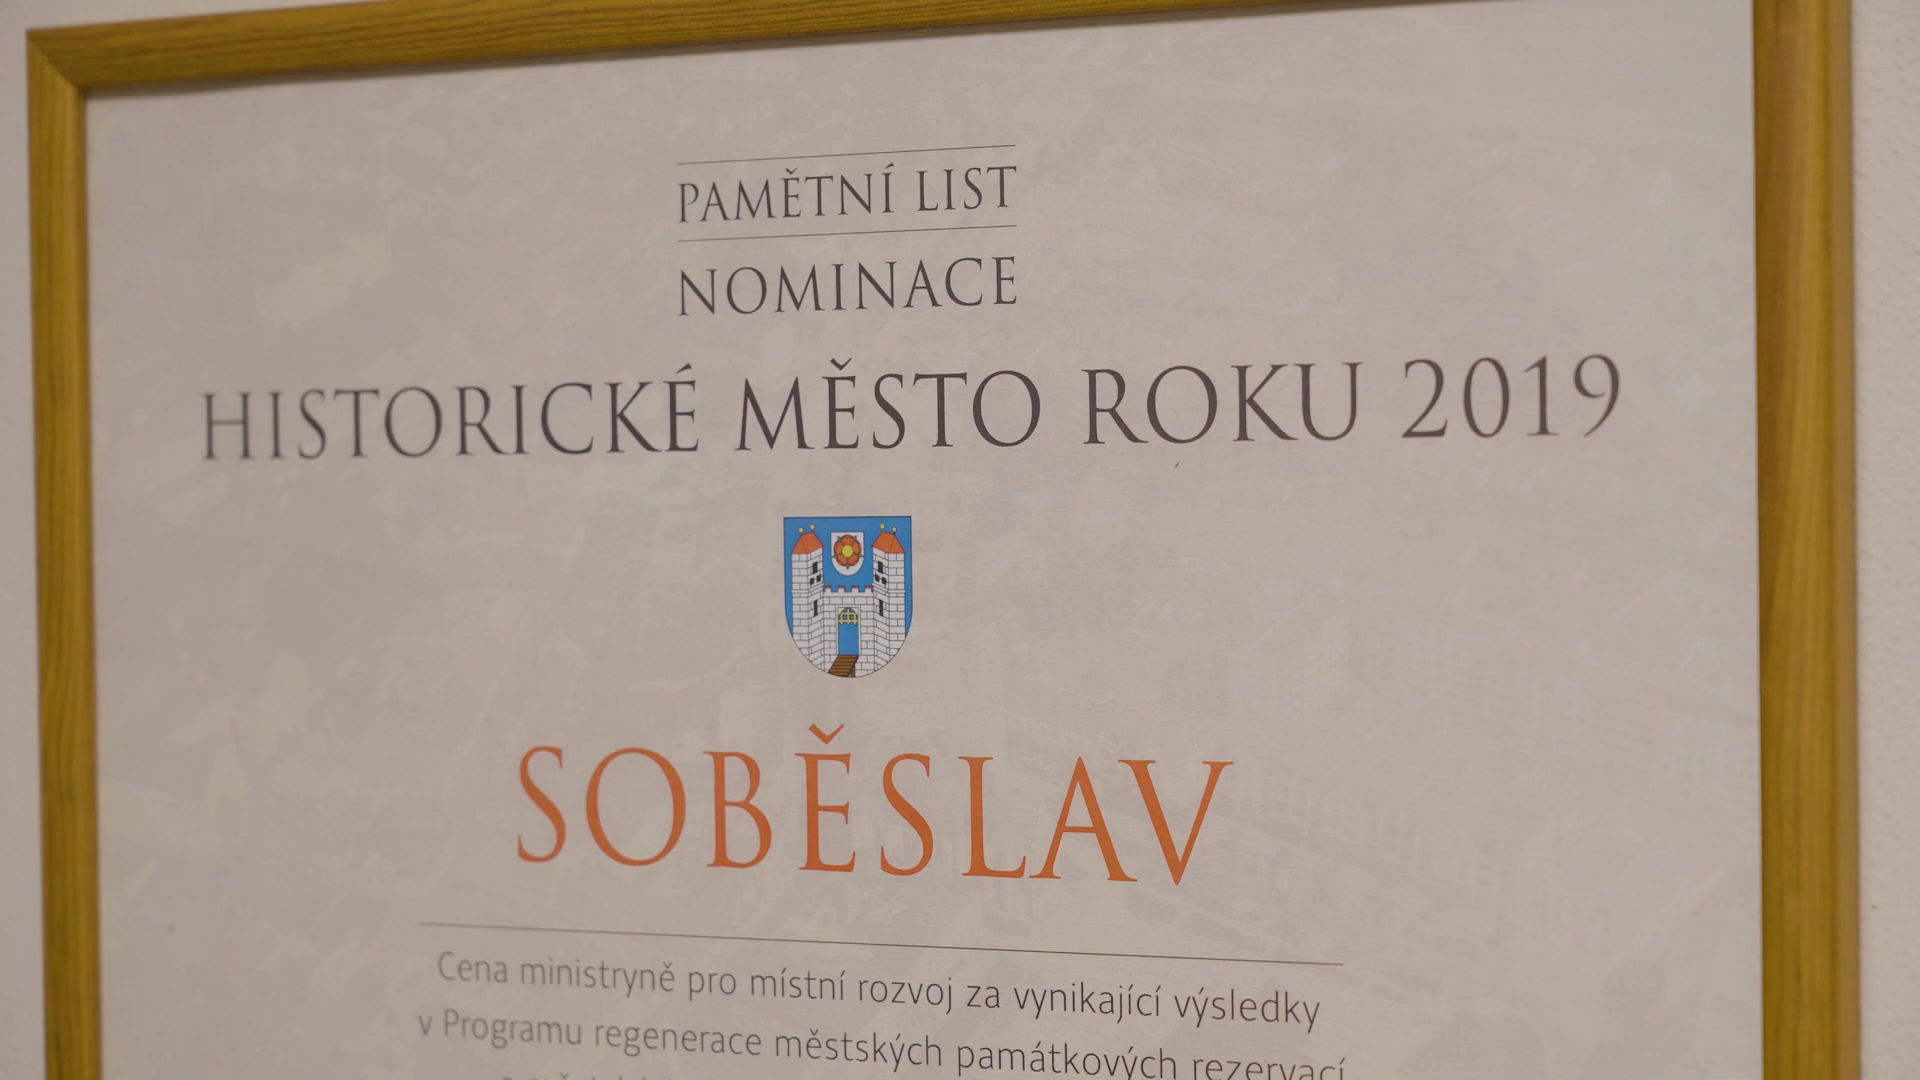 PAMĚTNÍ LIST
NOMINACE
HISTORICKÉ MĚSTO ROKU 2019
SOBĚSLAV
Cena ministryně pro místní rozvoj za vynikající výsledky
v Programu regenerace městských památkových rezervací